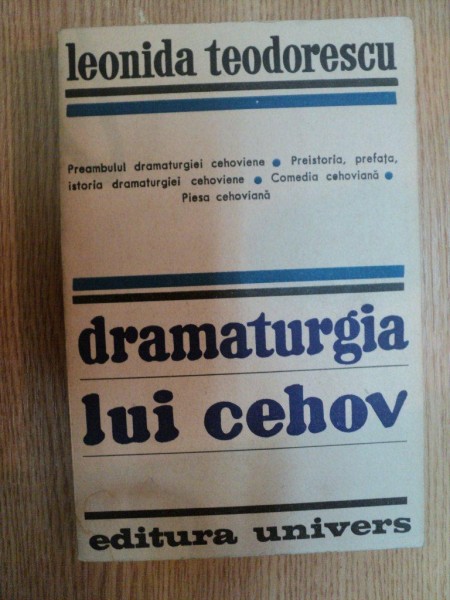 leonida teodorescu
Preambulul dramaturgiei cehoviene ● Preistoria, prefața,
istoria dramaturgiei cehoviene ● Comedia cehoviană ●
Piesa cehoviană
dramaturgia
lui cehov
editura univers